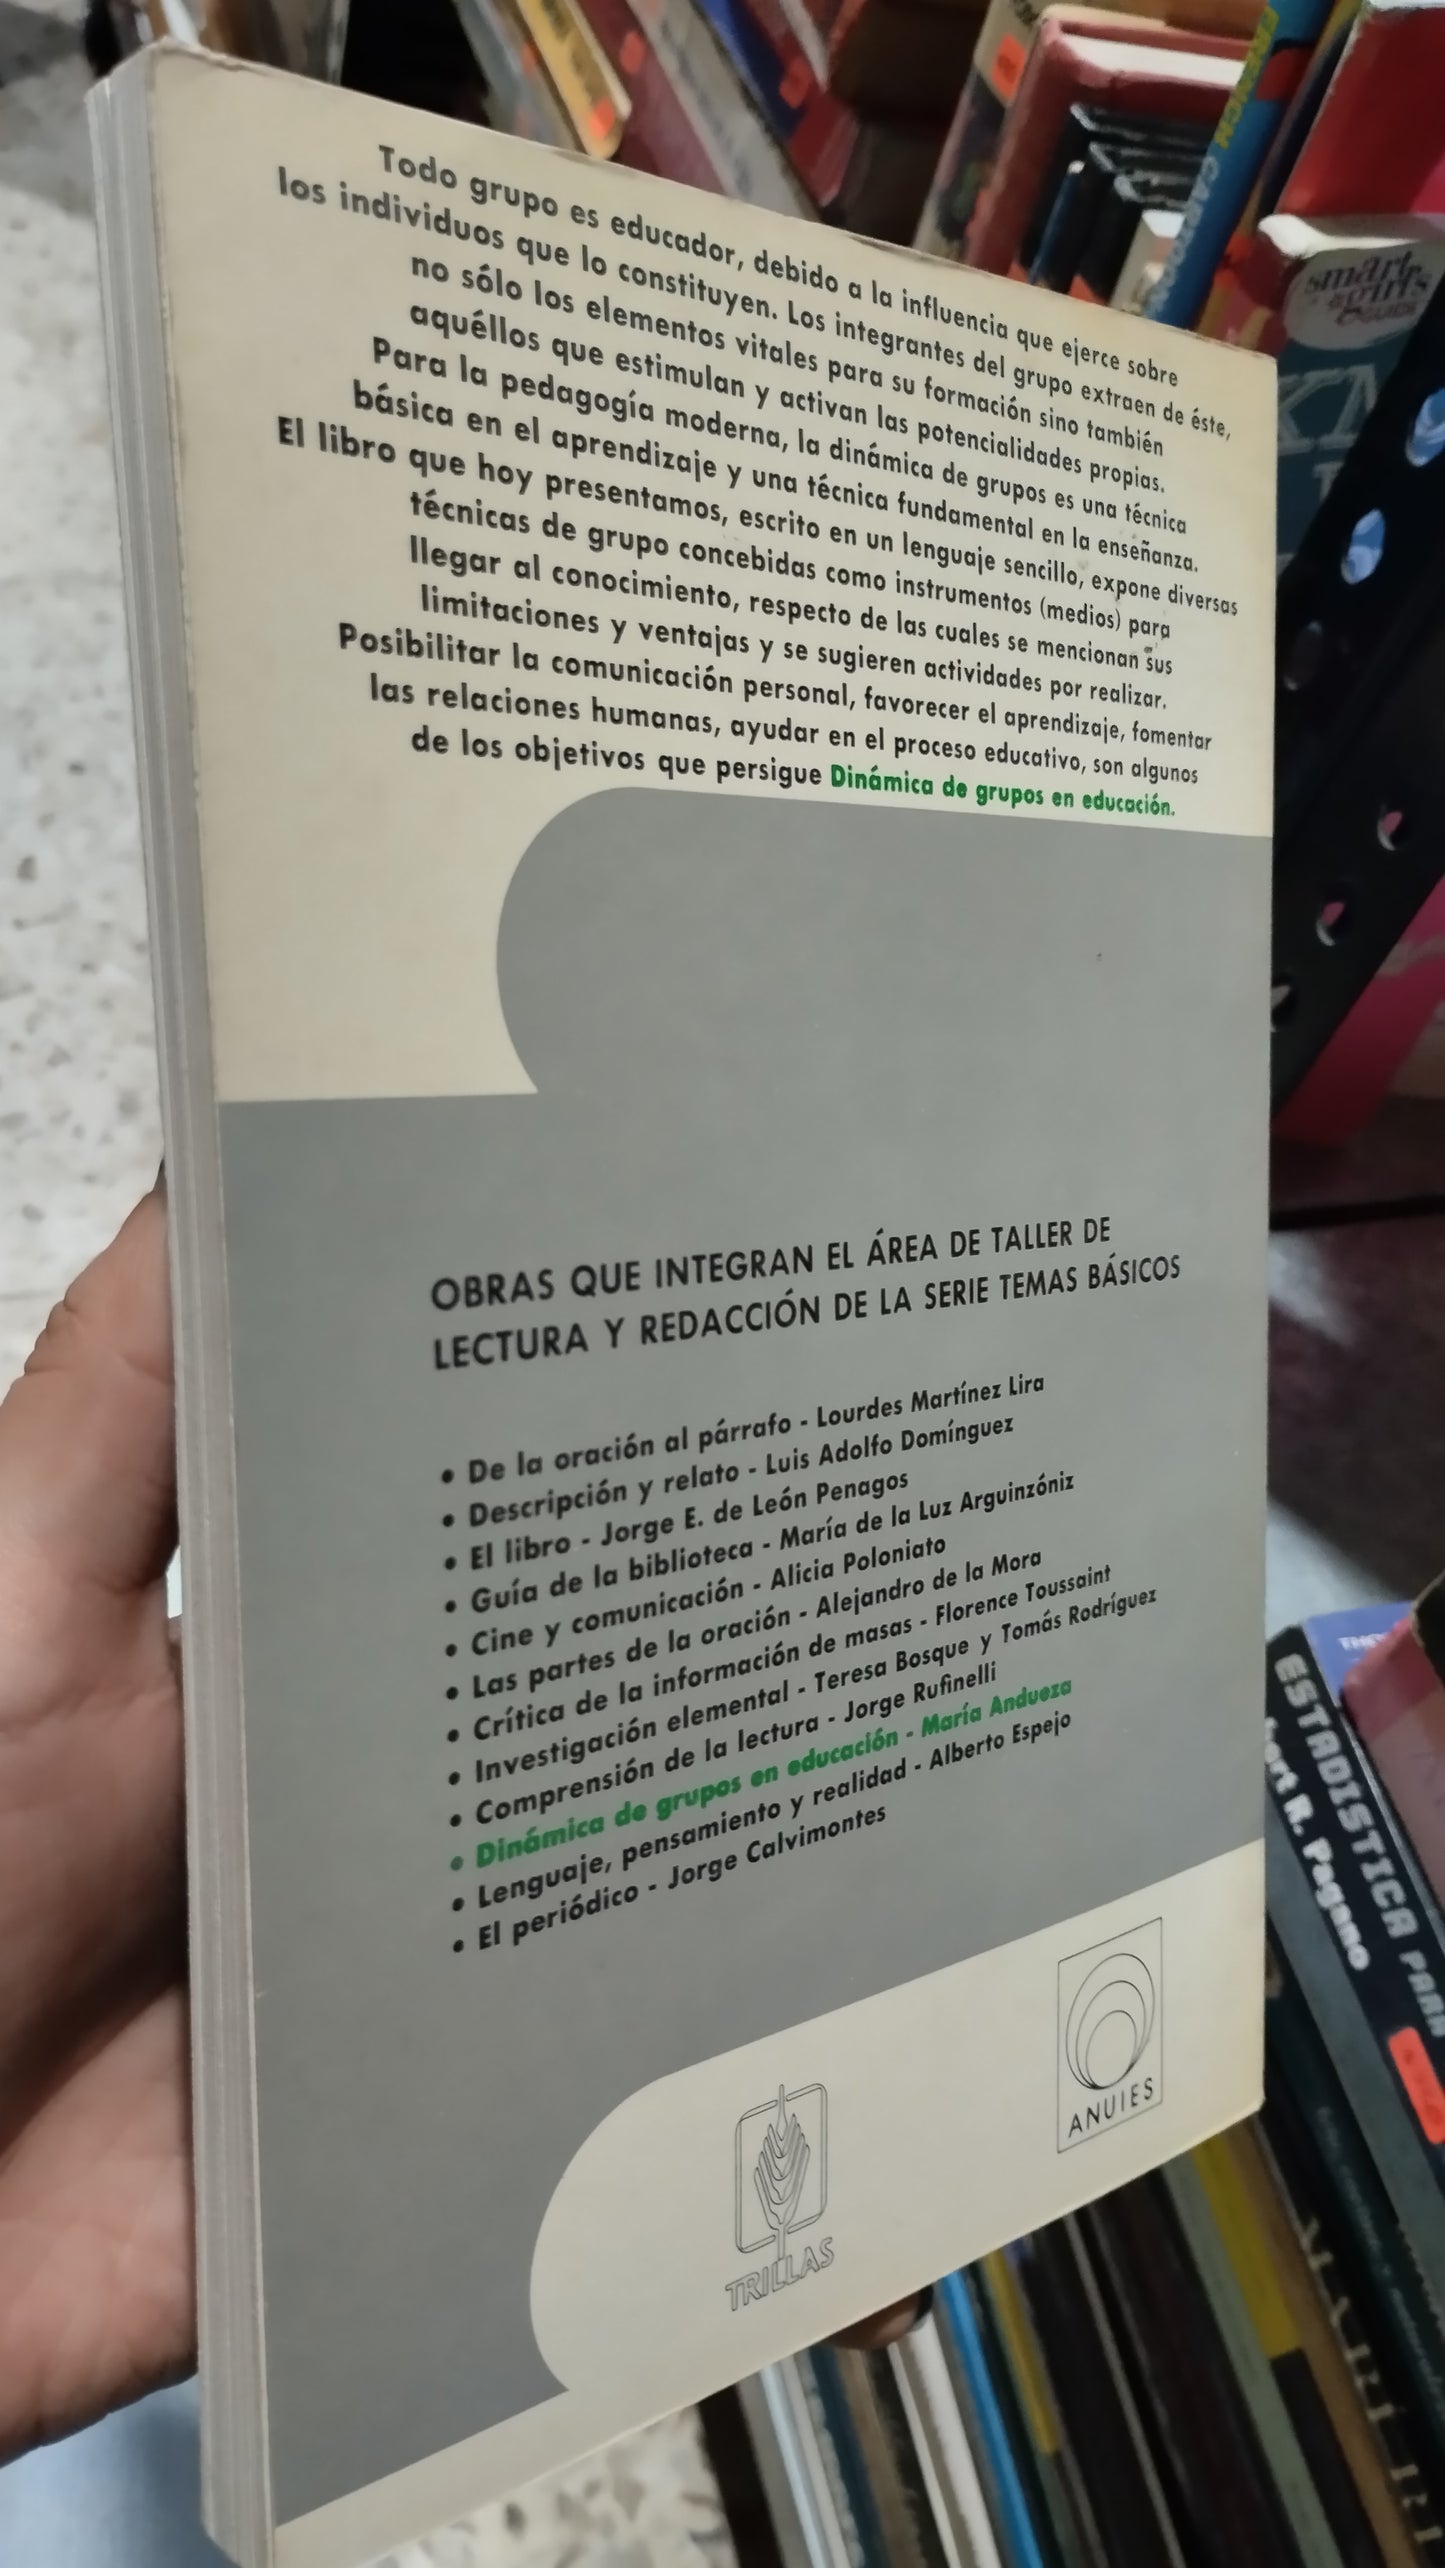 Todo grupo es educador, debido a la influencia que ejerce sobre
los individuos que lo constituyen. Los integrantes del grupo extraen de éste,
no sólo los elementos vitales para su formación sino también
aquéllos que estimulan y activan las potencialidades propias.
Para la pedagogía moderna, la dinámica de grupos es una técnica
básica en el aprendizaje y una técnica fundamental en la enseñanza.
El libro que hoy presentamos, escrito en un lenguaje sencillo, expone diversas
técnicas de grupo concebidas como instrumentos (medios) para
llegar al conocimiento, respecto de las cuales se mencionan sus
limitaciones y ventajas y se sugieren actividades por realizar.
Posibilitar la comunicación personal, favorecer el aprendizaje, fomentar
las relaciones humanas, ayudar en el proceso educativo, son algunos
de los objetivos que persigue Dinámica de grupos en educación.
OBRAS QUE INTEGRAN EL ÁREA DE TALLER DE
LECTURA Y REDACCIÓN DE LA SERIE TEMAS BÁSICOS
• De la oración al párrafo - Lourdes Martínez Lira
• Descripción y relato - Luis Adolfo Domínguez
• El libro - Jorge E. de León Penagos
• Guía de la biblioteca - María de la Luz Arguinzóniz
• Cine y comunicación - Alicia Poloniato
• Las partes de la oración - Alejandro de la Mora
• Crítica de la información de masas - Florence Toussaint
• Investigación elemental - Teresa Bosque y Tomás Rodríguez
• Comprensión de la lectura - Jorge Rufinelli
• Dinámica de grupos en educación - María Andueza
• Lenguaje, pensamiento y realidad - Alberto Espejo
• El periódico - Jorge Calvimontes
TRILLAS
ANUIES
FRENCH CARTOON
smart
girls
GUIDE
ESTADISTICA PARA
R. Pagano